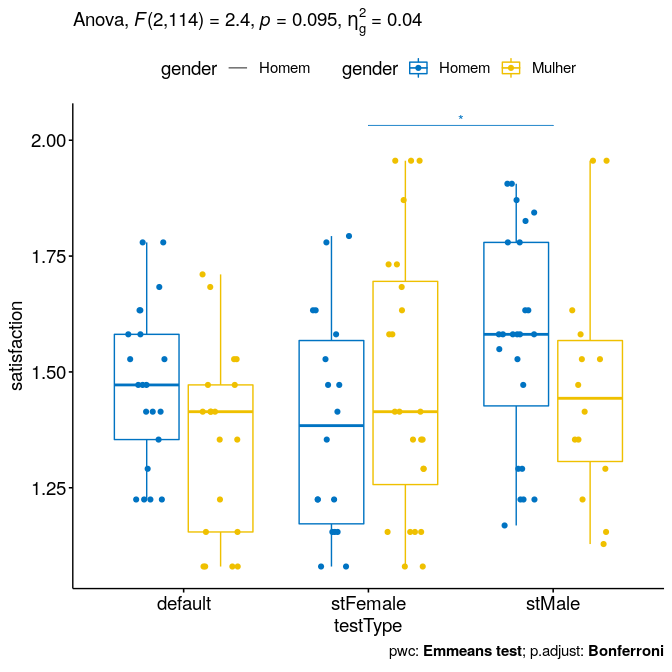 Anova, F(2,114) = 2.4, p = 0.095, η²g = 0.04
gender Homem gender Homem Mulher
*
2.00
1.75
1.50
1.25
satisfaction
default stFemale stMale
testType
pwc: Emmeans test; p.adjust: Bonferroni